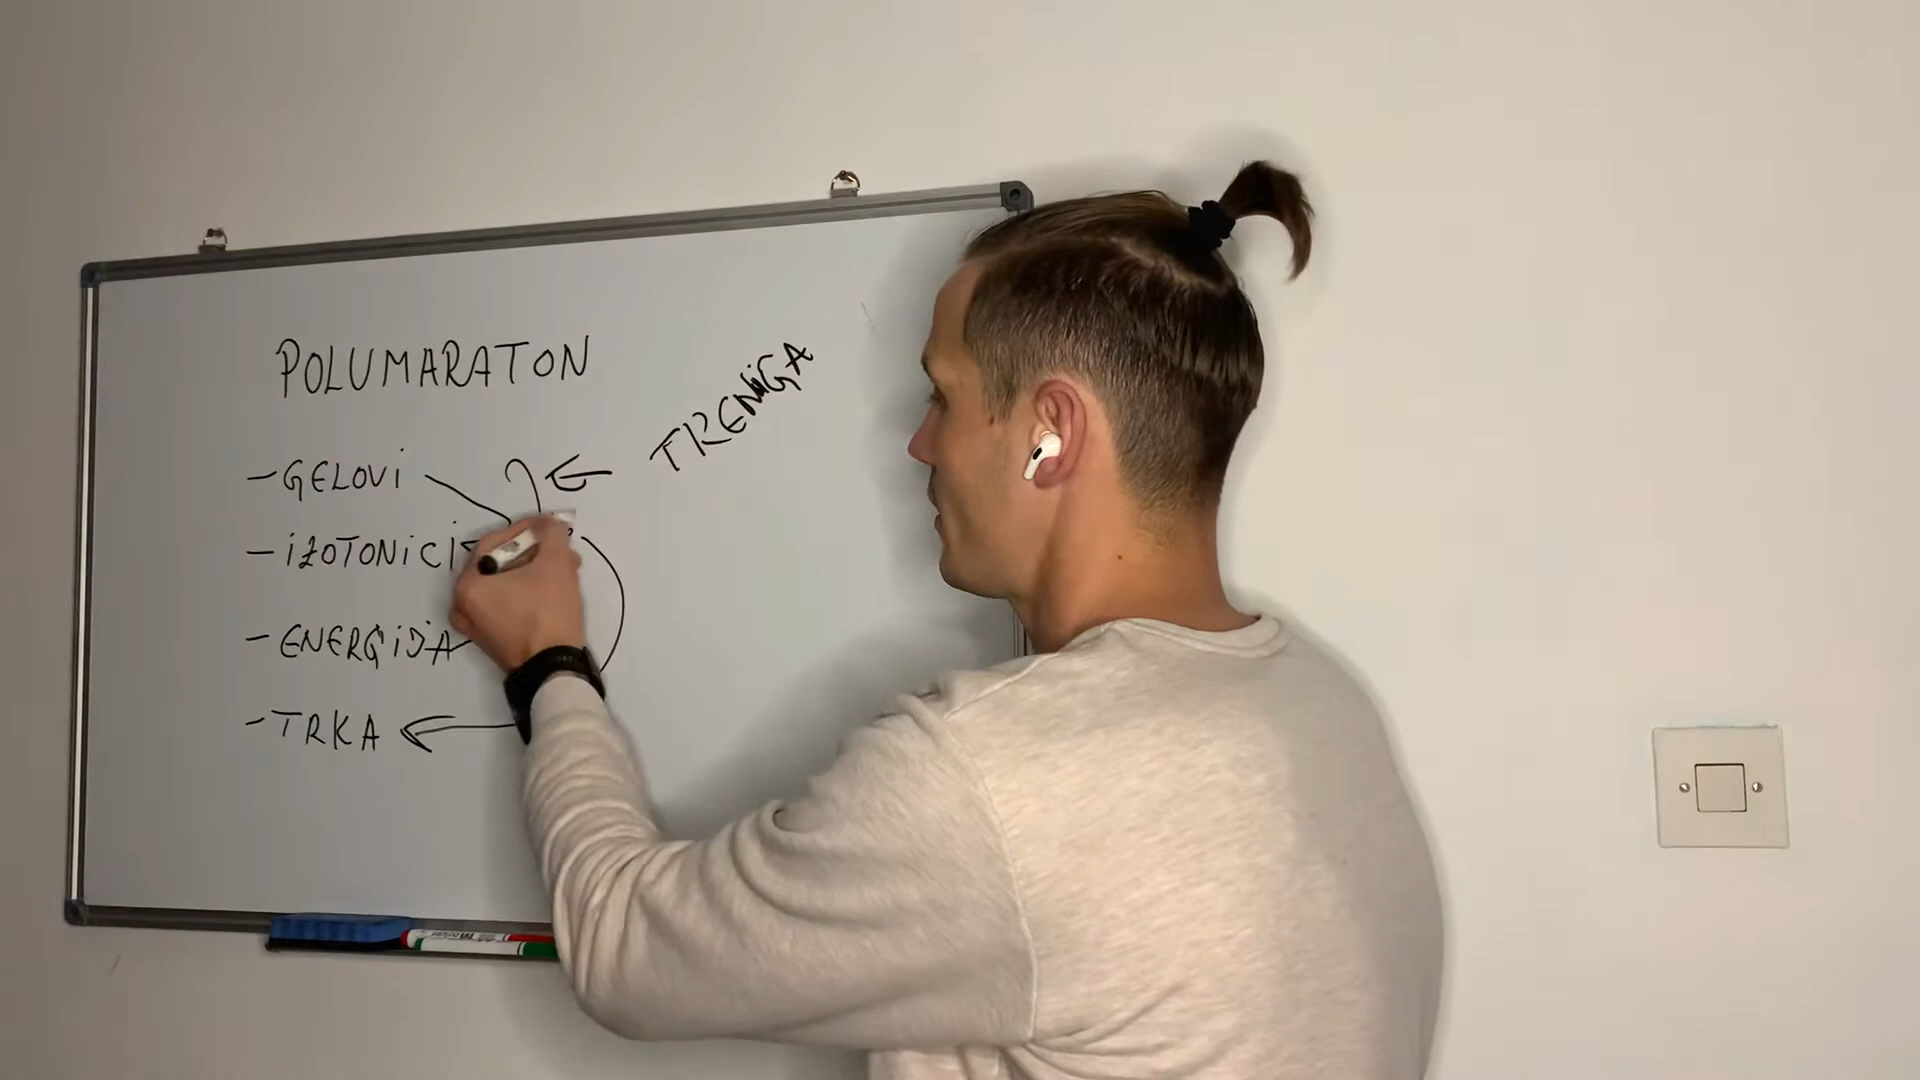 POLUMARATON
TRENiGA
-GELOVi
-iZOTONiCi
-ENERGiJA
-TRKA